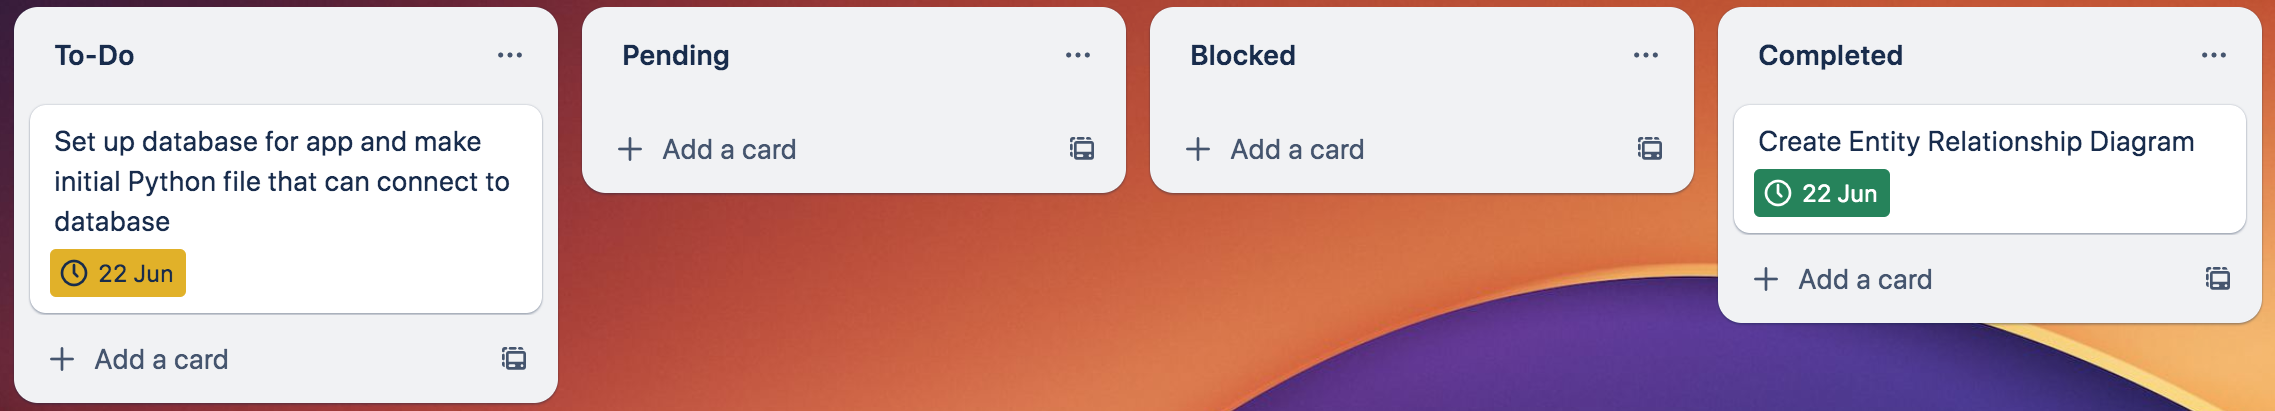 To-Do
Set up database for app and make
initial Python file that can connect to
database
22 Jun
Add a card
Pending
Add a card
Blocked
Add a card
Completed
Create Entity Relationship Diagram
22 Jun
Add a card